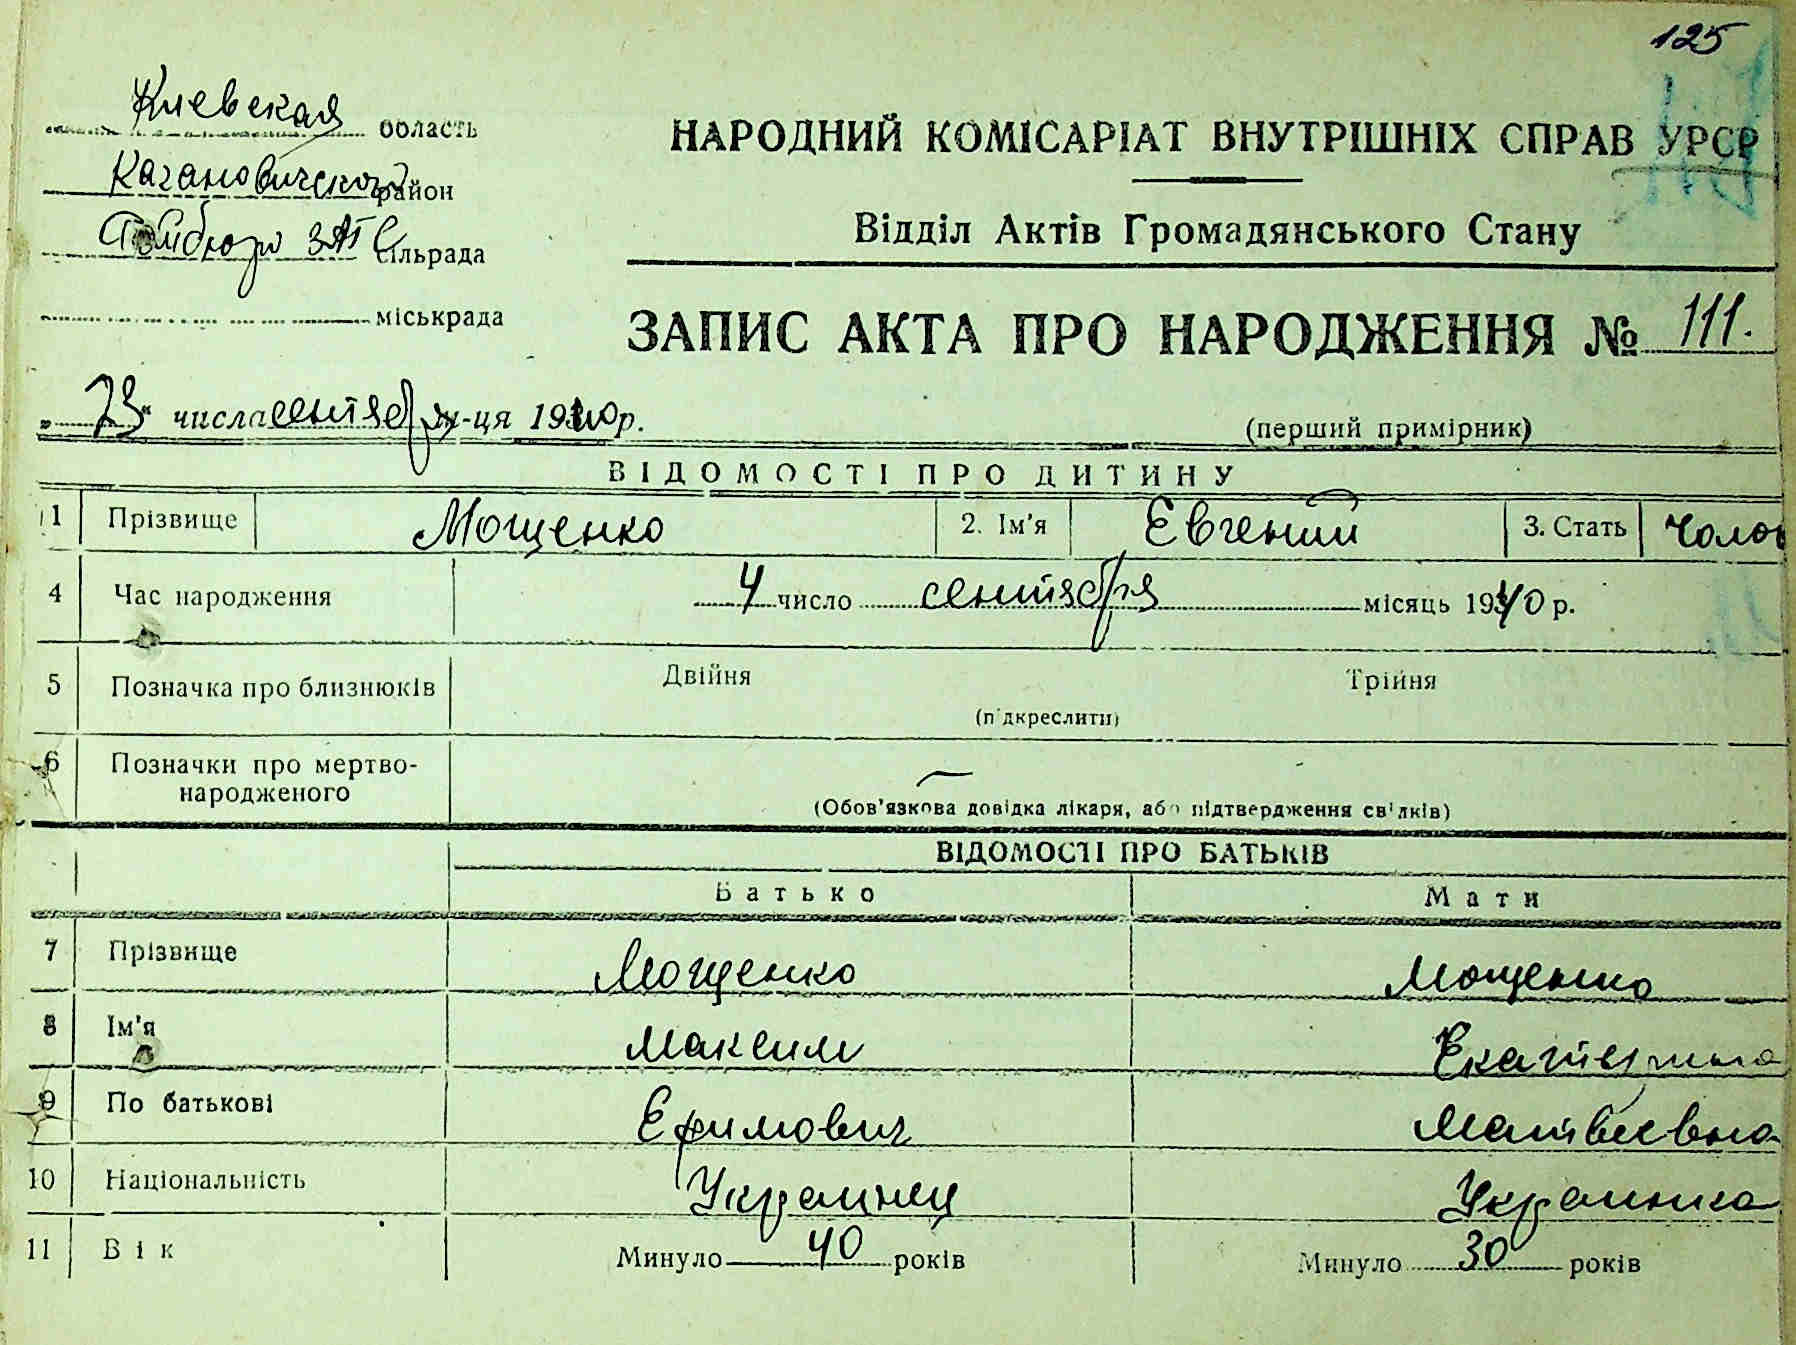 125
Киевская область
Кагановичский район
Райбюро ЗАГС сільрада
міськрада
НАРОДНИЙ КОМІСАРІАТ ВНУТРІШНІХ СПРАВ УРСР
Відділ Актів Громадянського Стану
ЗАПИС АКТА ПРО НАРОДЖЕННЯ № 111.
„23" числа сентября м-ця 1940 р.
(перший примірник)
ВІДОМОСТІ ПРО ДИТИНУ
1 Прізвище Мощенко 2. Ім'я Евгений 3. Стать чолов
4 Час народження 4 число сентября місяць 1940 р.
5 Позначка про близнюків Двійня Трійня
(підкреслити)
6 Позначки про мертво-
народженого
(Обов'язкова довідка лікаря, або підтвердження свідків)
ВІДОМОСТІ ПРО БАТЬКІВ
Батько Мати
7 Прізвище Мощенко Мощенко
8 Ім'я Максим Екатерина
9 По батькові Ефимович Матвеевна
10 Національність Украинец Украинка
11 Вік Минуло 40 років Минуло 30 років